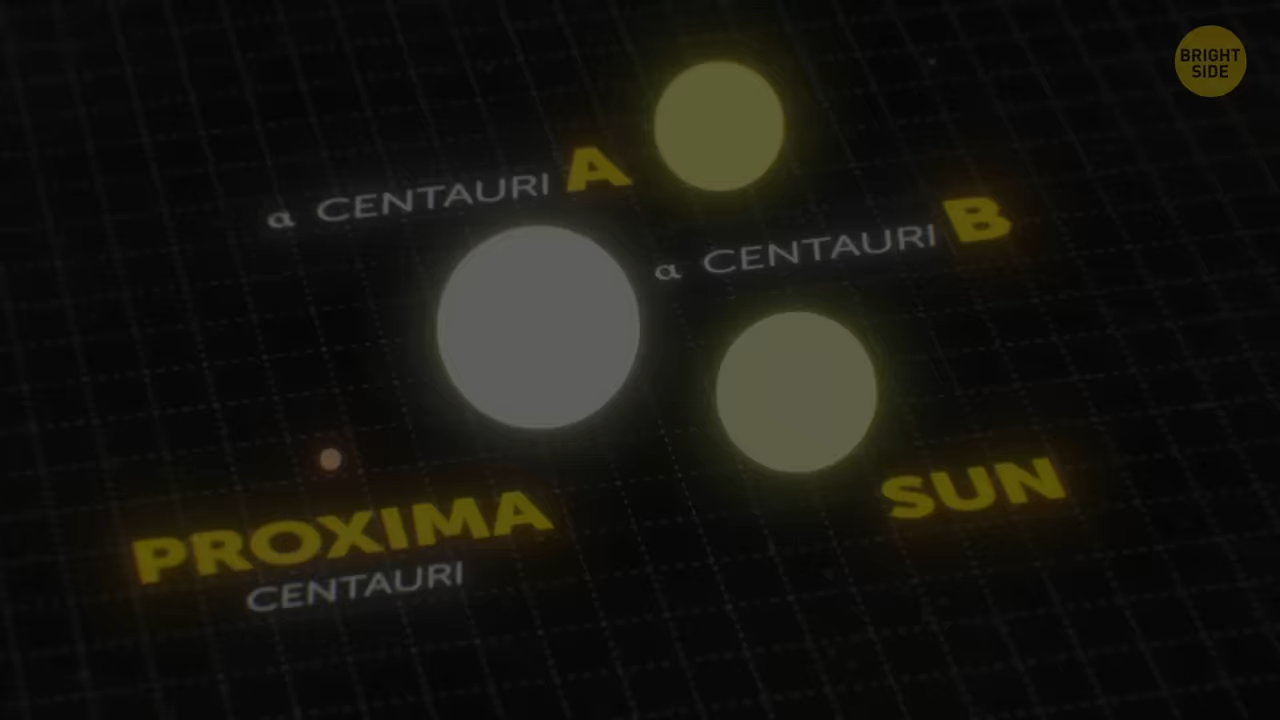 BRIGHT
SIDE
α CENTAURI A
α CENTAURI B
SUN
PROXIMA
CENTAURI